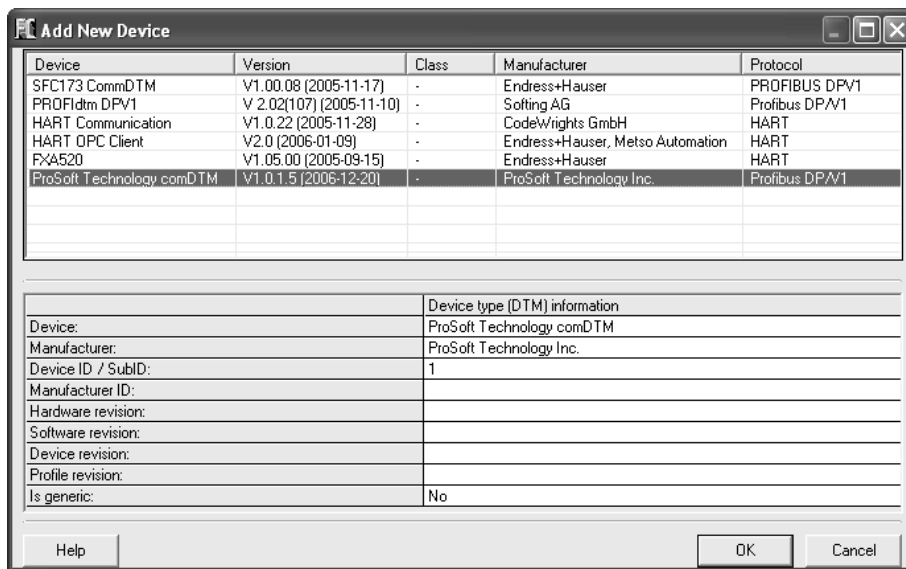 Add New Device
Device Version Class Manufacturer Protocol
SFC173 CommDTM V1.00.08 (2005-11-17) - Endress+Hauser PROFIBUS DPV1
PROFIdtm DPV1 V 2.02(107) (2005-11-10) - Softing AG Profibus DP/V1
HART Communication V1.0.22 (2005-11-28) - CodeWrights GmbH HART
HART OPC Client V2.0 (2006-01-09) - Endress+Hauser, Metso Automation HART
FXA520 V1.05.00 (2005-09-15) - Endress+Hauser HART
ProSoft Technology comDTM V1.0.1.5 (2006-12-20) - ProSoft Technology Inc. Profibus DP/V1
Device type (DTM) information
Device: ProSoft Technology comDTM
Manufacturer: ProSoft Technology Inc.
Device ID / SubID: 1
Manufacturer ID:
Hardware revision:
Software revision:
Device revision:
Profile revision:
Is generic: No
Help OK Cancel